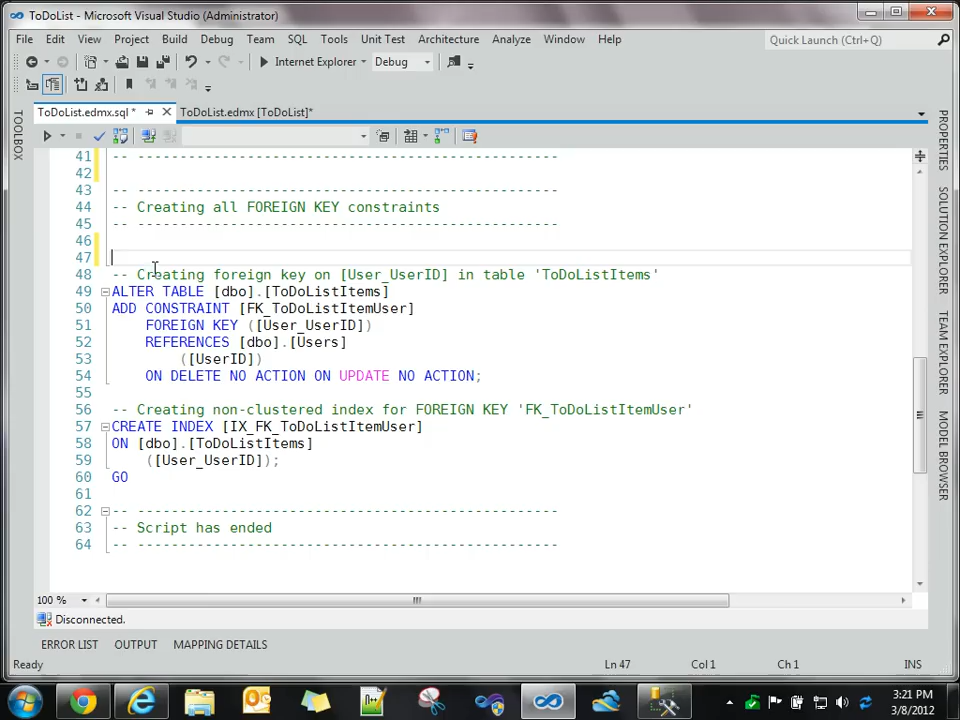 ToDoList - Microsoft Visual Studio (Administrator)
File Edit View Project Build Debug Team SQL Tools Unit Test Architecture Analyze Window Help
Quick Launch (Ctrl+Q)
Internet Explorer Debug
ToDoList.edmx.sql * ToDoList.edmx [ToDoList]*
TOOLBOX
PROPERTIES
SOLUTION EXPLORER
TEAM EXPLORER
MODEL BROWSER
41 -- --------------------------------------------------
42
43 -- --------------------------------------------------
44 -- Creating all FOREIGN KEY constraints
45 -- --------------------------------------------------
46
47
48 -- Creating foreign key on [User_UserID] in table 'ToDoListItems'
49 ALTER TABLE [dbo].[ToDoListItems]
50 ADD CONSTRAINT [FK_ToDoListItemUser]
51 FOREIGN KEY ([User_UserID])
52 REFERENCES [dbo].[Users]
53 ([UserID])
54 ON DELETE NO ACTION ON UPDATE NO ACTION;
55
56 -- Creating non-clustered index for FOREIGN KEY 'FK_ToDoListItemUser'
57 CREATE INDEX [IX_FK_ToDoListItemUser]
58 ON [dbo].[ToDoListItems]
59 ([User_UserID]);
60 GO
61
62 -- --------------------------------------------------
63 -- Script has ended
64 -- --------------------------------------------------
100 %
Disconnected.
ERROR LIST OUTPUT MAPPING DETAILS
Ready Ln 47 Col 1 Ch 1 INS
3:21 PM
3/8/2012